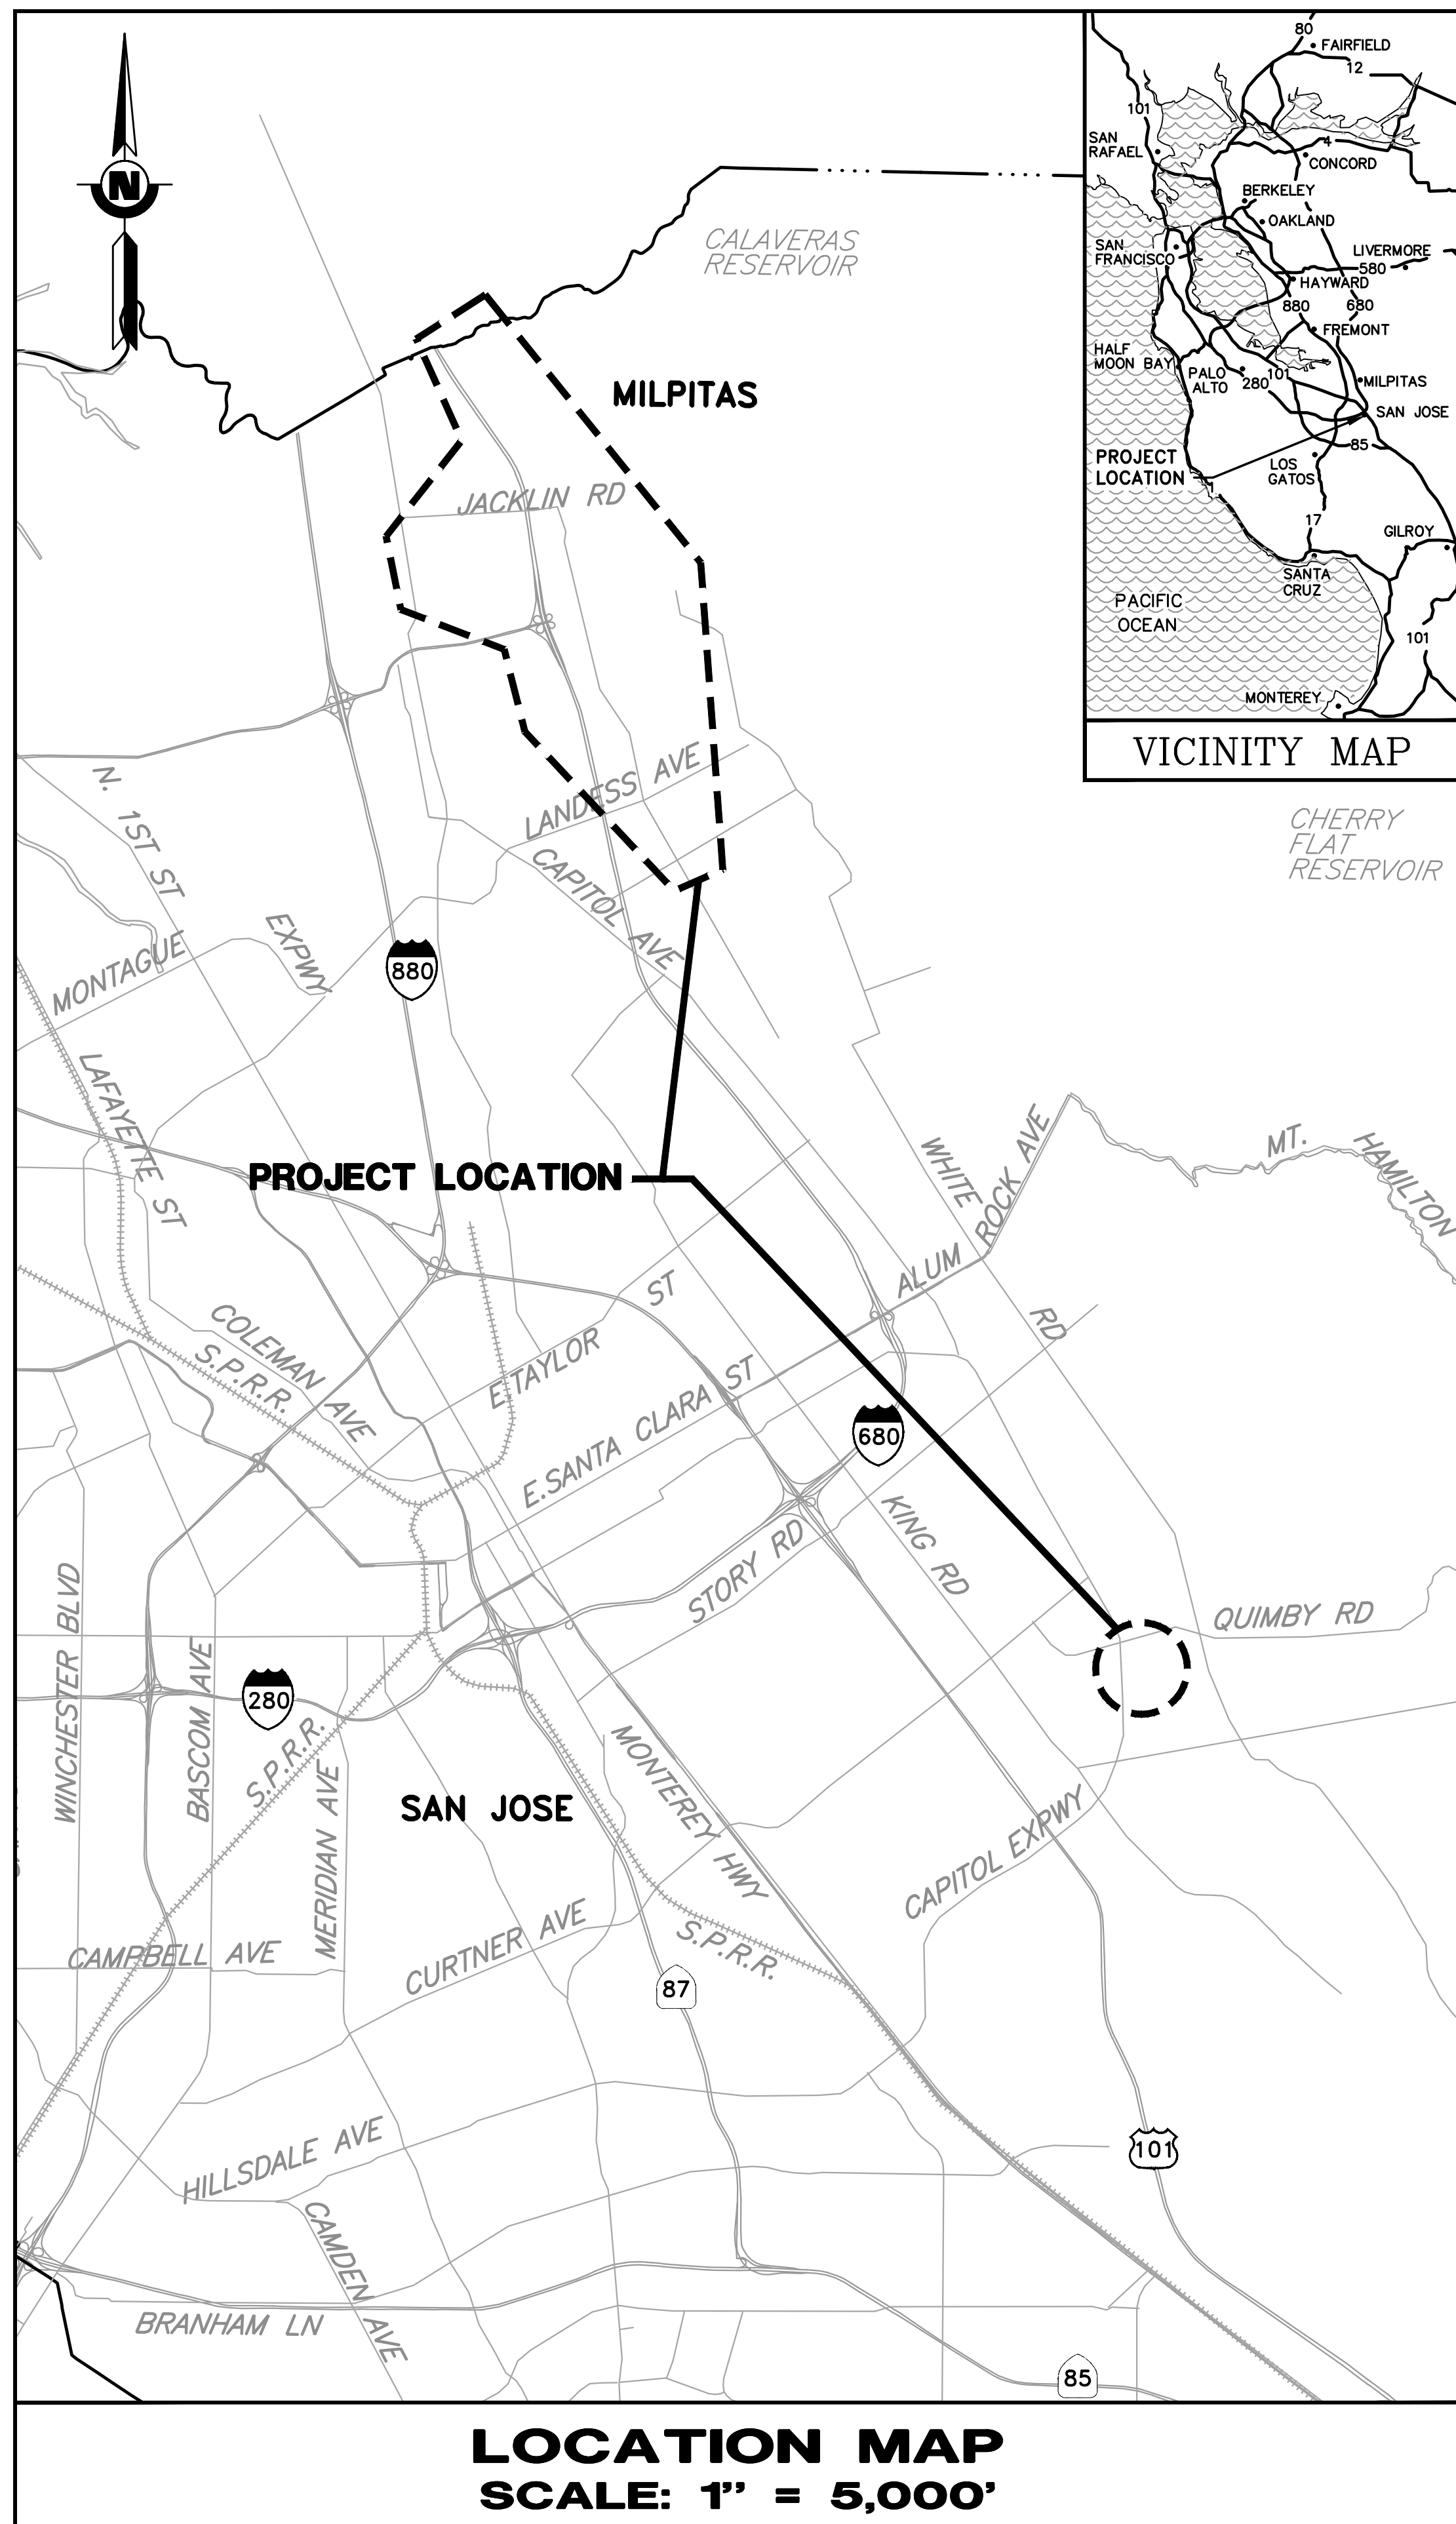 N
CALAVERAS
RESERVOIR
MILPITAS
JACKLIN RD
LANDESS AVE
CAPITOL AVE
N. 1ST ST
MONTAGUE EXPWY
880
LAFAYETTE ST
PROJECT LOCATION
WHITE RD
ALUM ROCK AVE
MT. HAMILTON
COLEMAN AVE
S.P.R.R.
E.TAYLOR ST
E.SANTA CLARA ST
680
KING RD
STORY RD
QUIMBY RD
WINCHESTER BLVD
BASCOM AVE
280
S.P.R.R.
MERIDIAN AVE
SAN JOSE
MONTEREY HWY
CAPITOL EXPWY
CAMPBELL AVE
CURTNER AVE
S.P.R.R.
87
101
HILLSDALE AVE
CAMDEN AVE
BRANHAM LN
85
CHERRY
FLAT
RESERVOIR
80
FAIRFIELD
12
101
SAN
RAFAEL
4
CONCORD
BERKELEY
OAKLAND
SAN
FRANCISCO
LIVERMORE
580
HAYWARD
880
680
FREMONT
HALF
MOON BAY
PALO
ALTO
280
101
MILPITAS
SAN JOSE
85
PROJECT
LOCATION
1
LOS
GATOS
17
GILROY
SANTA
CRUZ
PACIFIC
OCEAN
101
MONTEREY
VICINITY MAP
LOCATION MAP
SCALE: 1" = 5,000'